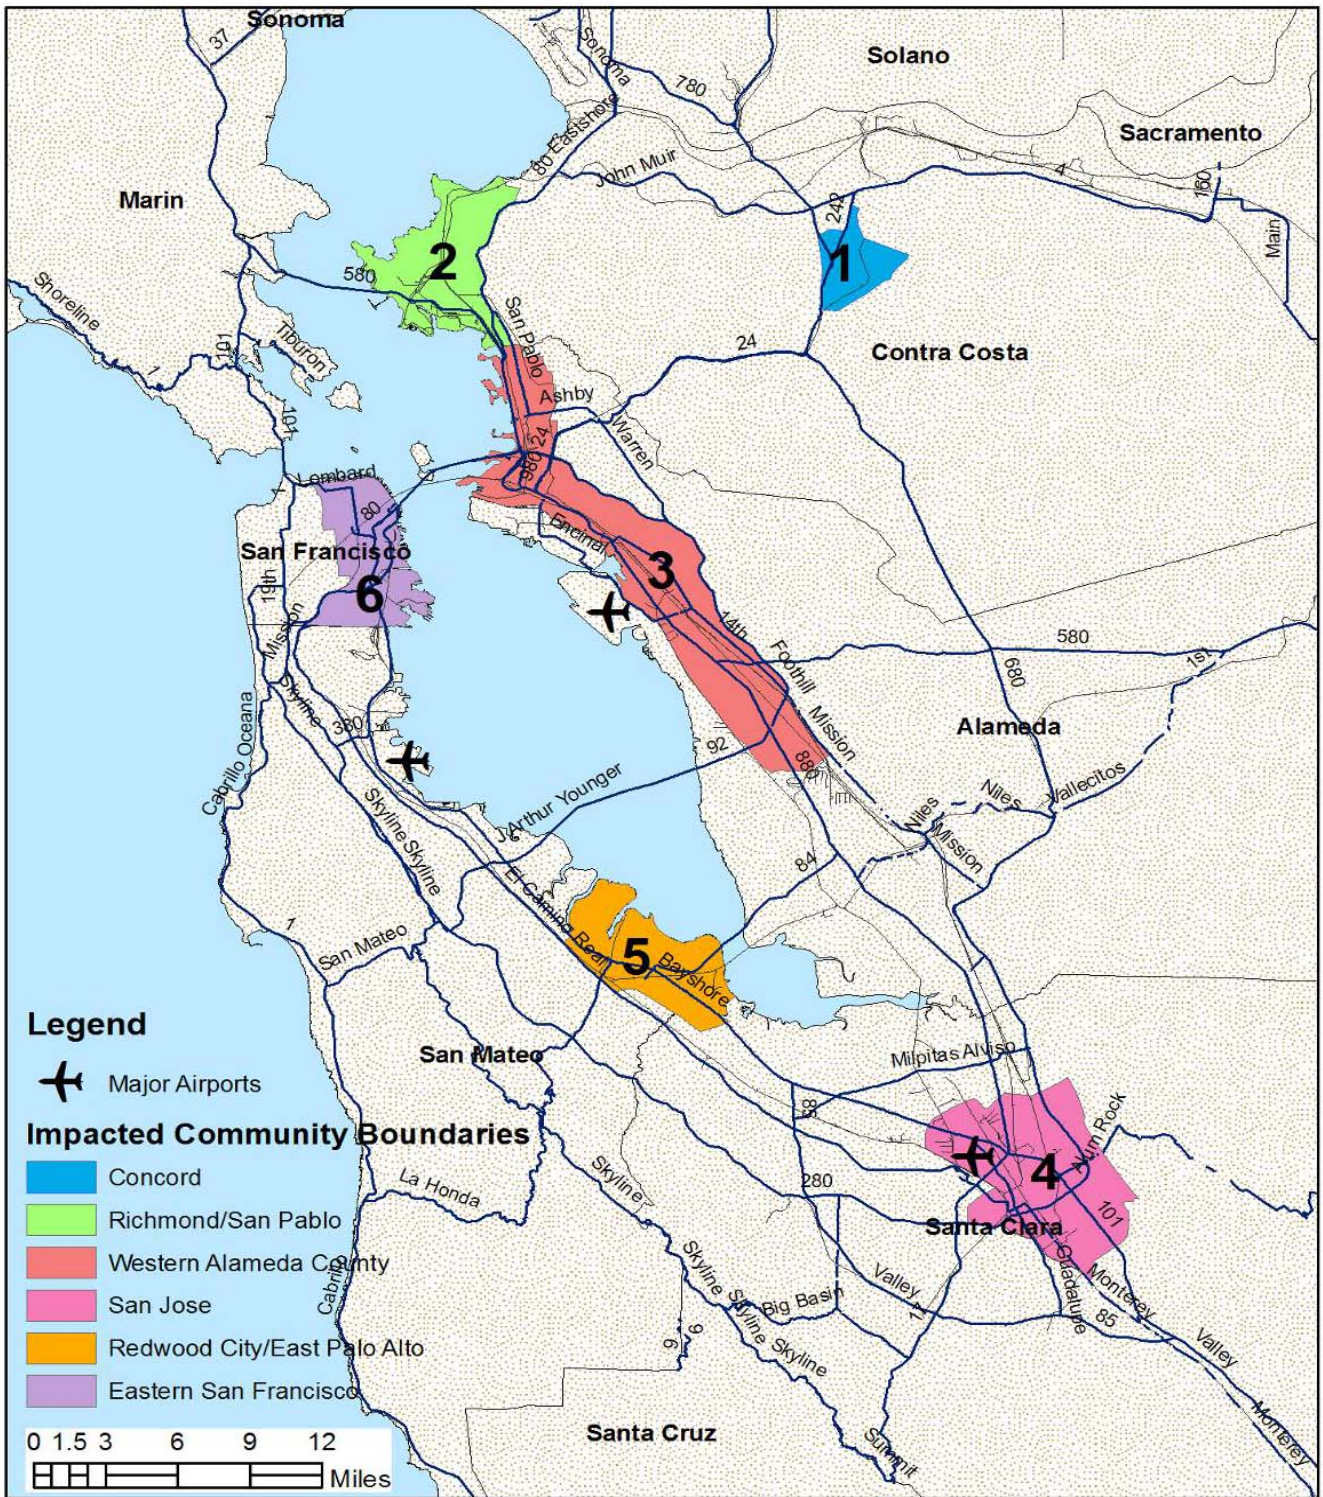 Sonoma
37
Sonoma
Solano
780
80 Eastshore
Sacramento
John Muir
4
160
Marin
242
Main
2
1
580
Shoreline
San Pablo
1
101
Tiburon
24
Contra Costa
Ashby
101
Warren
24
980
Lombard
80
Encinal
San Francisco
3
19th
6
14th
Mission
580
Foothill
1st
680
Skyline
Mission
380
Alameda
Cabrillo Oceana
92
880
J Arthur Younger
Vallecitos
Niles
Niles
Skyline
Skyline
Mission
84
El Camino Real
1
San Mateo
5
Bayshore
Legend
Milpitas Alviso
San Mateo
Major Airports
85
Alum Rock
Impacted Community Boundaries
Concord
Skyline
280
4
La Honda
101
Richmond/San Pablo
Santa Clara
Western Alameda County
Guadalupe
Skyline
Valley
Monterey
San Jose
Cabrillo
Big Basin
17
85
Skyline
9
9
Skyline
Valley
Redwood City/East Palo Alto
Eastern San Francisco
Monterey
Santa Cruz
Summit
0 1.5 3 6 9 12
Miles